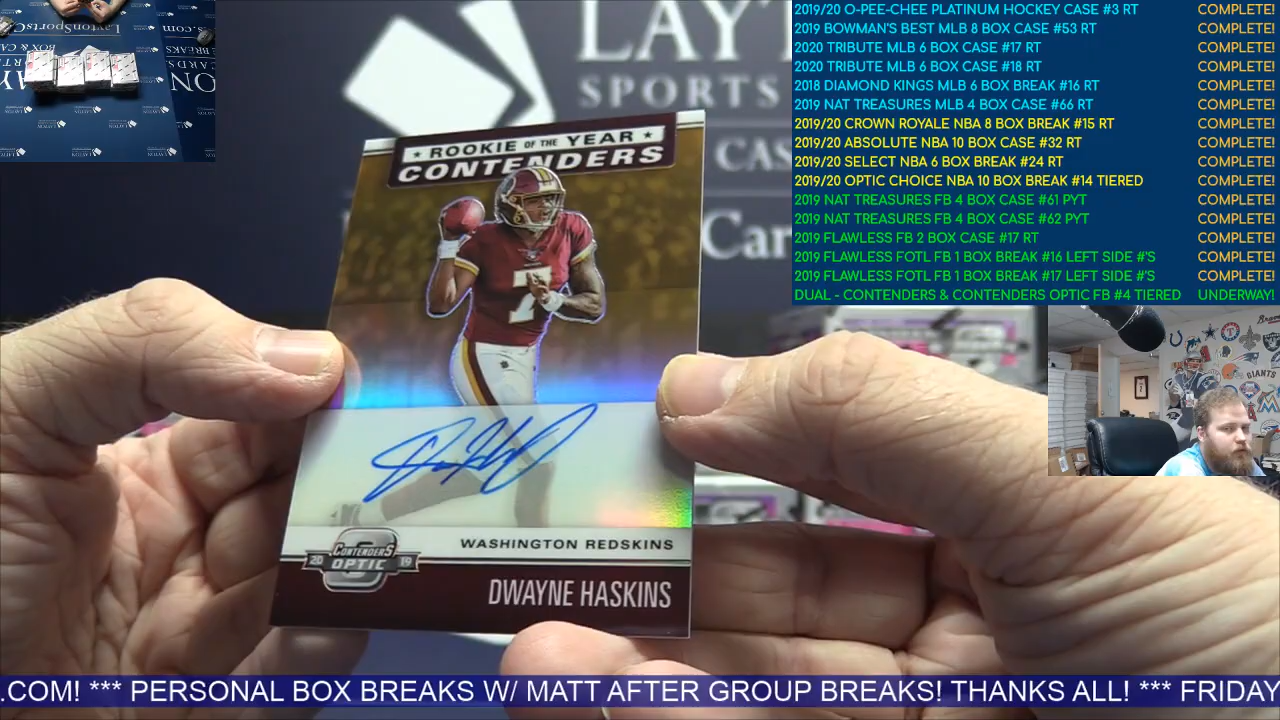 LAYT
SPORTS
CAS
Car
ROOKIE OF THE YEAR
CONTENDERS
7
CONTENDERS
20 OPTIC 19
WASHINGTON REDSKINS
DWAYNE HASKINS
2019/20 O-PEE-CHEE PLATINUM HOCKEY CASE #3 RT COMPLETE!
2019 BOWMAN'S BEST MLB 8 BOX CASE #53 RT COMPLETE!
2020 TRIBUTE MLB 6 BOX CASE #17 RT COMPLETE!
2020 TRIBUTE MLB 6 BOX CASE #18 RT COMPLETE!
2018 DIAMOND KINGS MLB 6 BOX BREAK #16 RT COMPLETE!
2019 NAT TREASURES MLB 4 BOX CASE #66 RT COMPLETE!
2019/20 CROWN ROYALE NBA 8 BOX BREAK #15 RT COMPLETE!
2019/20 ABSOLUTE NBA 10 BOX CASE #32 RT COMPLETE!
2019/20 SELECT NBA 6 BOX BREAK #24 RT COMPLETE!
2019/20 OPTIC CHOICE NBA 10 BOX BREAK #14 TIERED COMPLETE!
2019 NAT TREASURES FB 4 BOX CASE #61 PYT COMPLETE!
2019 NAT TREASURES FB 4 BOX CASE #62 PYT COMPLETE!
2019 FLAWLESS FB 2 BOX CASE #17 RT COMPLETE!
2019 FLAWLESS FOTL FB 1 BOX BREAK #16 LEFT SIDE #'S COMPLETE!
2019 FLAWLESS FOTL FB 1 BOX BREAK #17 LEFT SIDE #'S COMPLETE!
DUAL - CONTENDERS & CONTENDERS OPTIC FB #4 TIERED UNDERWAY!
GIANTS
.COM! *** PERSONAL BOX BREAKS W/ MATT AFTER GROUP BREAKS! THANKS ALL! *** FRIDAY